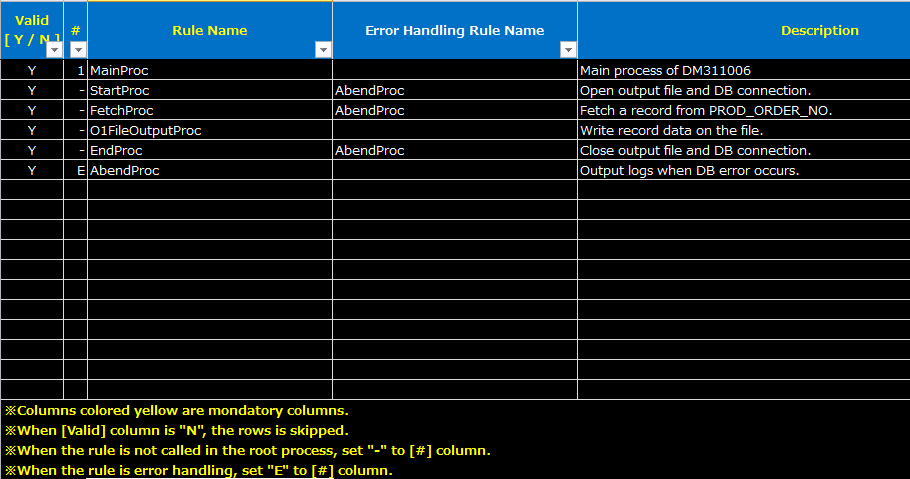 Valid
[ Y / N ] # Rule Name Error Handling Rule Name Description
Y 1 MainProc Main process of DM311006
Y - StartProc AbendProc Open output file and DB connection.
Y - FetchProc AbendProc Fetch a record from PROD_ORDER_NO.
Y - O1FileOutputProc Write record data on the file.
Y - EndProc AbendProc Close output file and DB connection.
Y E AbendProc Output logs when DB error occurs.
※Columns colored yellow are mondatory columns.
※When [Valid] column is "N", the rows is skipped.
※When the rule is not called in the root process, set "-" to [#] column.
※When the rule is error handling, set "E" to [#] column.